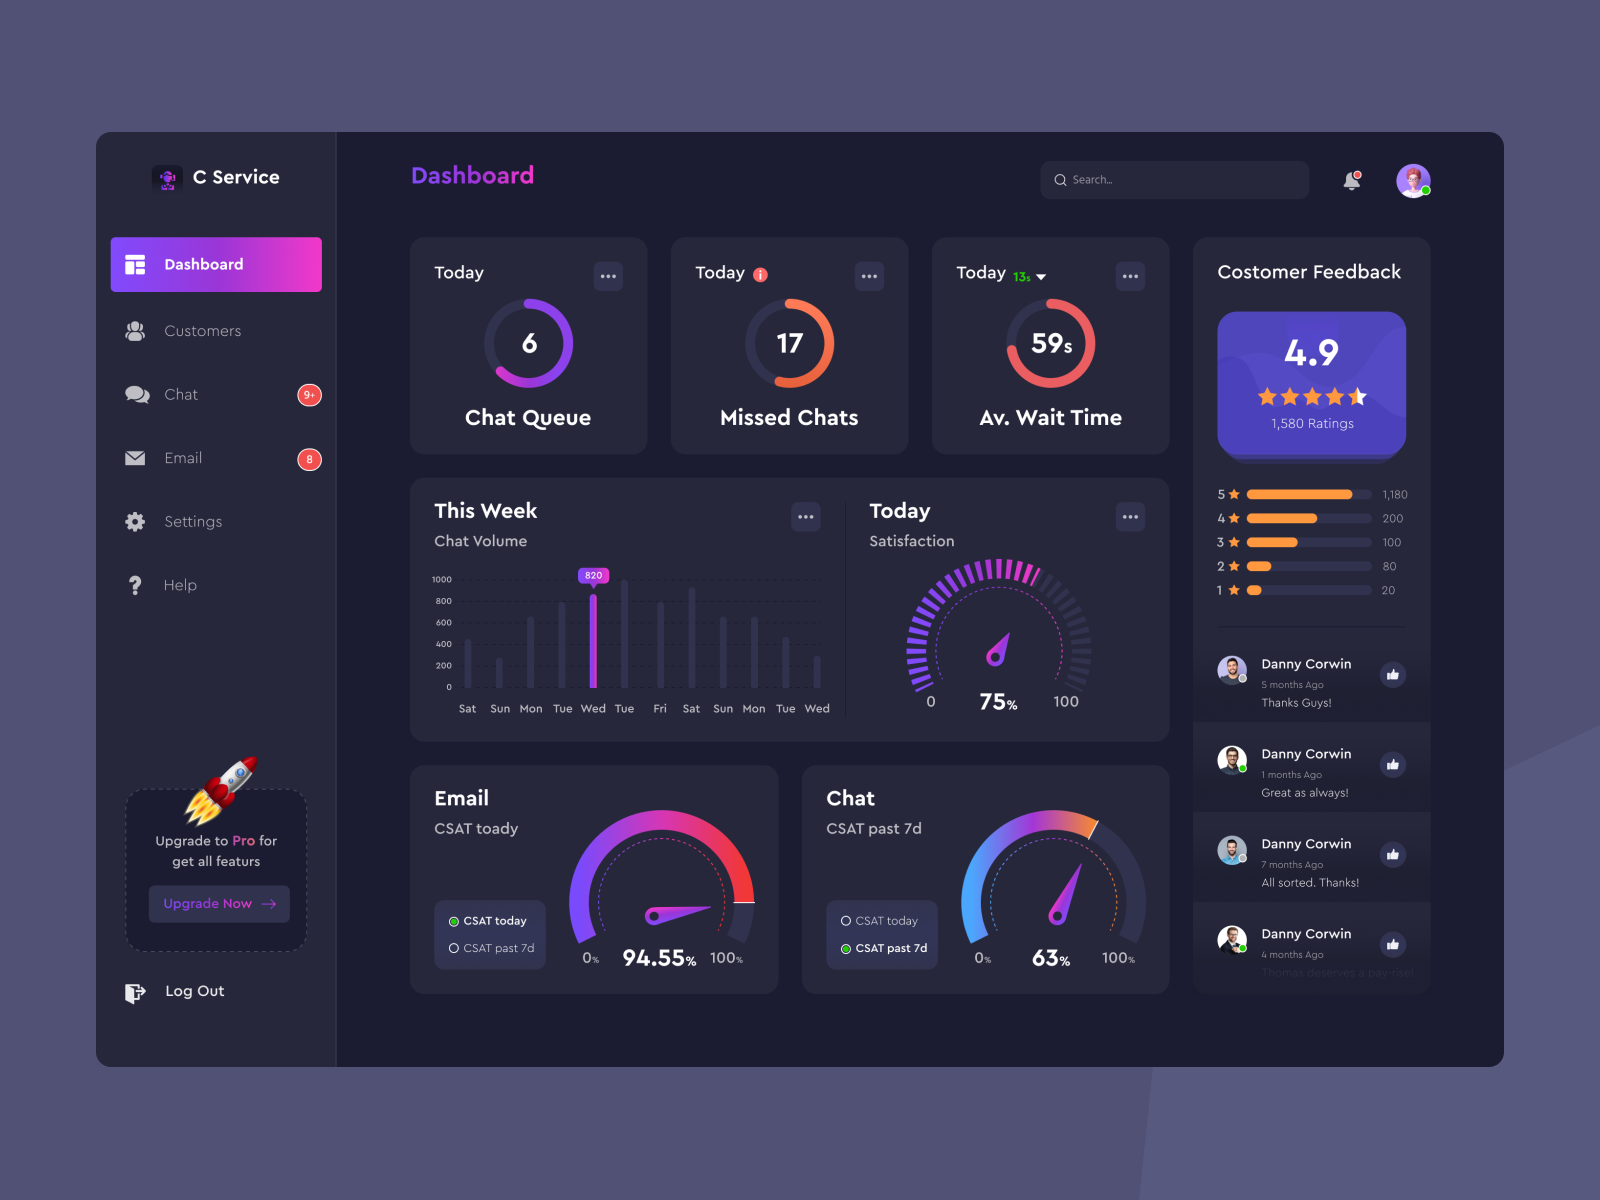 C Service
Dashboard
Customers
Chat
9+
Email
8
Settings
Help
Upgrade to Pro for
get all featurs
Upgrade Now
Log Out
Dashboard
Search...
Today
6
Chat Queue
Today
17
Missed Chats
Today 13s
59s
Av. Wait Time
This Week
Chat Volume
820
1000
800
600
400
200
0
Sat Sun Mon Tue Wed Tue Fri Sat Sun Mon Tue Wed
Today
Satisfaction
0 75% 100
Email
CSAT toady
CSAT today
CSAT past 7d
0% 94.55% 100%
Chat
CSAT past 7d
CSAT today
CSAT past 7d
0% 63% 100%
Costomer Feedback
4.9
1,580 Ratings
5 1,180
4 200
3 100
2 80
1 20
Danny Corwin
5 months Ago
Thanks Guys!
Danny Corwin
1 months Ago
Great as always!
Danny Corwin
7 months Ago
All sorted. Thanks!
Danny Corwin
4 months Ago
Thomas deserves a pay-rise!